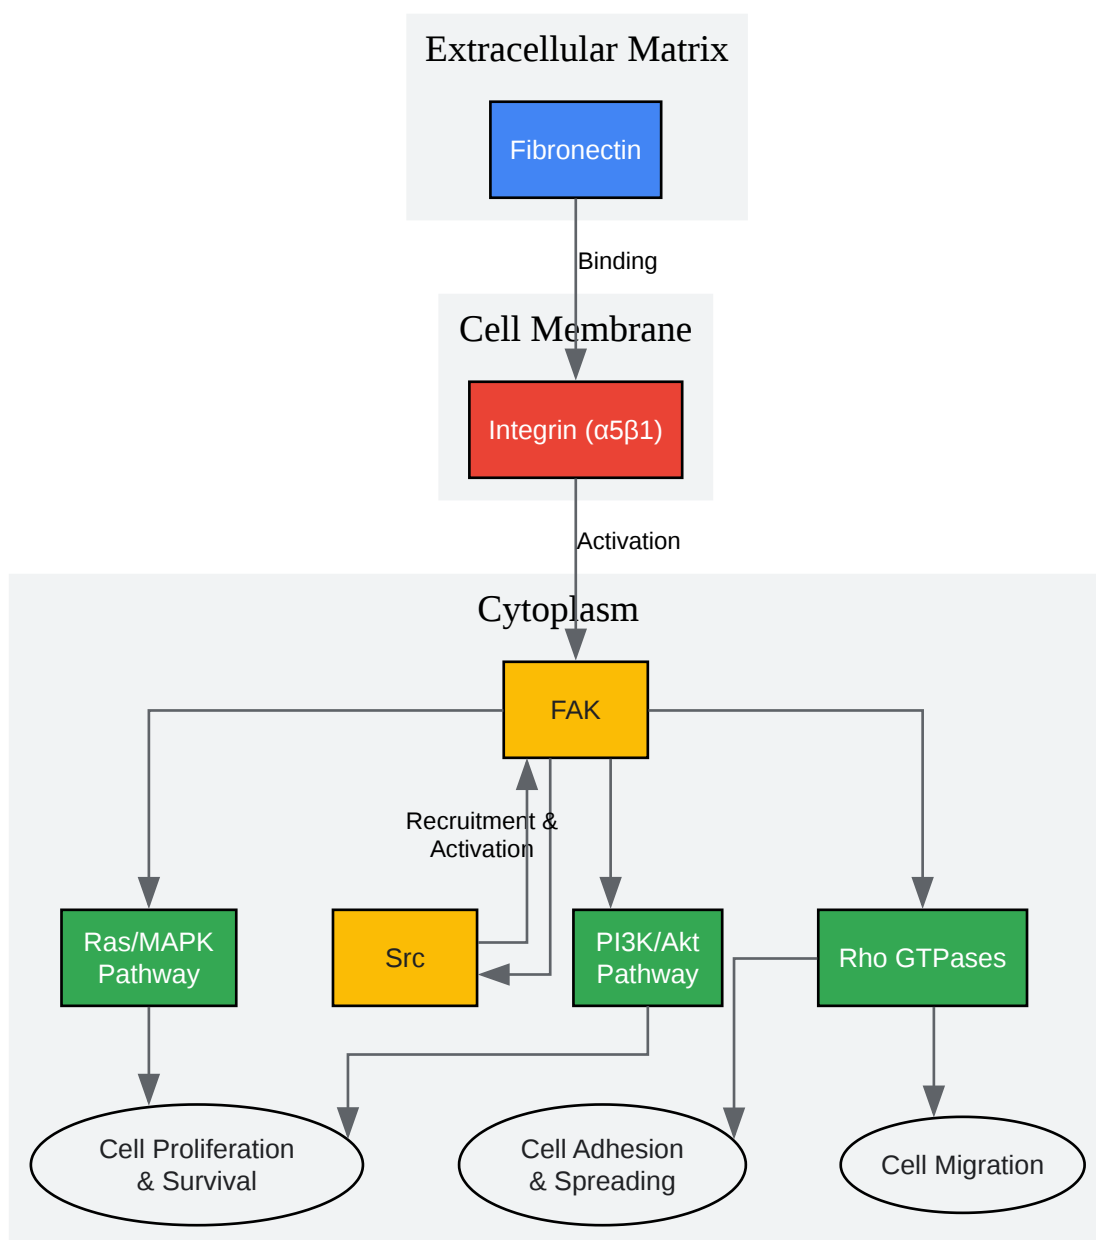 Extracellular Matrix
Fibronectin
Binding
Cell Membrane
Integrin (α5β1)
Activation
Cytoplasm
FAK
Recruitment &
Activation
Ras/MAPK
Pathway
Src
PI3K/Akt
Pathway
Rho GTPases
Cell Proliferation
& Survival
Cell Adhesion
& Spreading
Cell Migration